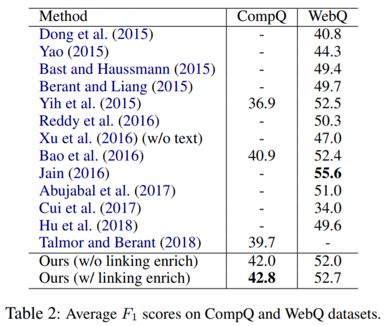 Method CompQ WebQ
Dong et al. (2015) - 40.8
Yao (2015) - 44.3
Bast and Haussmann (2015) - 49.4
Berant and Liang (2015) - 49.7
Yih et al. (2015) 36.9 52.5
Reddy et al. (2016) - 50.3
Xu et al. (2016) (w/o text) - 47.0
Bao et al. (2016) 40.9 52.4
Jain (2016) - 55.6
Abujabal et al. (2017) - 51.0
Cui et al. (2017) - 34.0
Hu et al. (2018) - 49.6
Talmor and Berant (2018) 39.7 -
Ours (w/o linking enrich) 42.0 52.0
Ours (w/ linking enrich) 42.8 52.7
Table 2: Average F1 scores on CompQ and WebQ datasets.